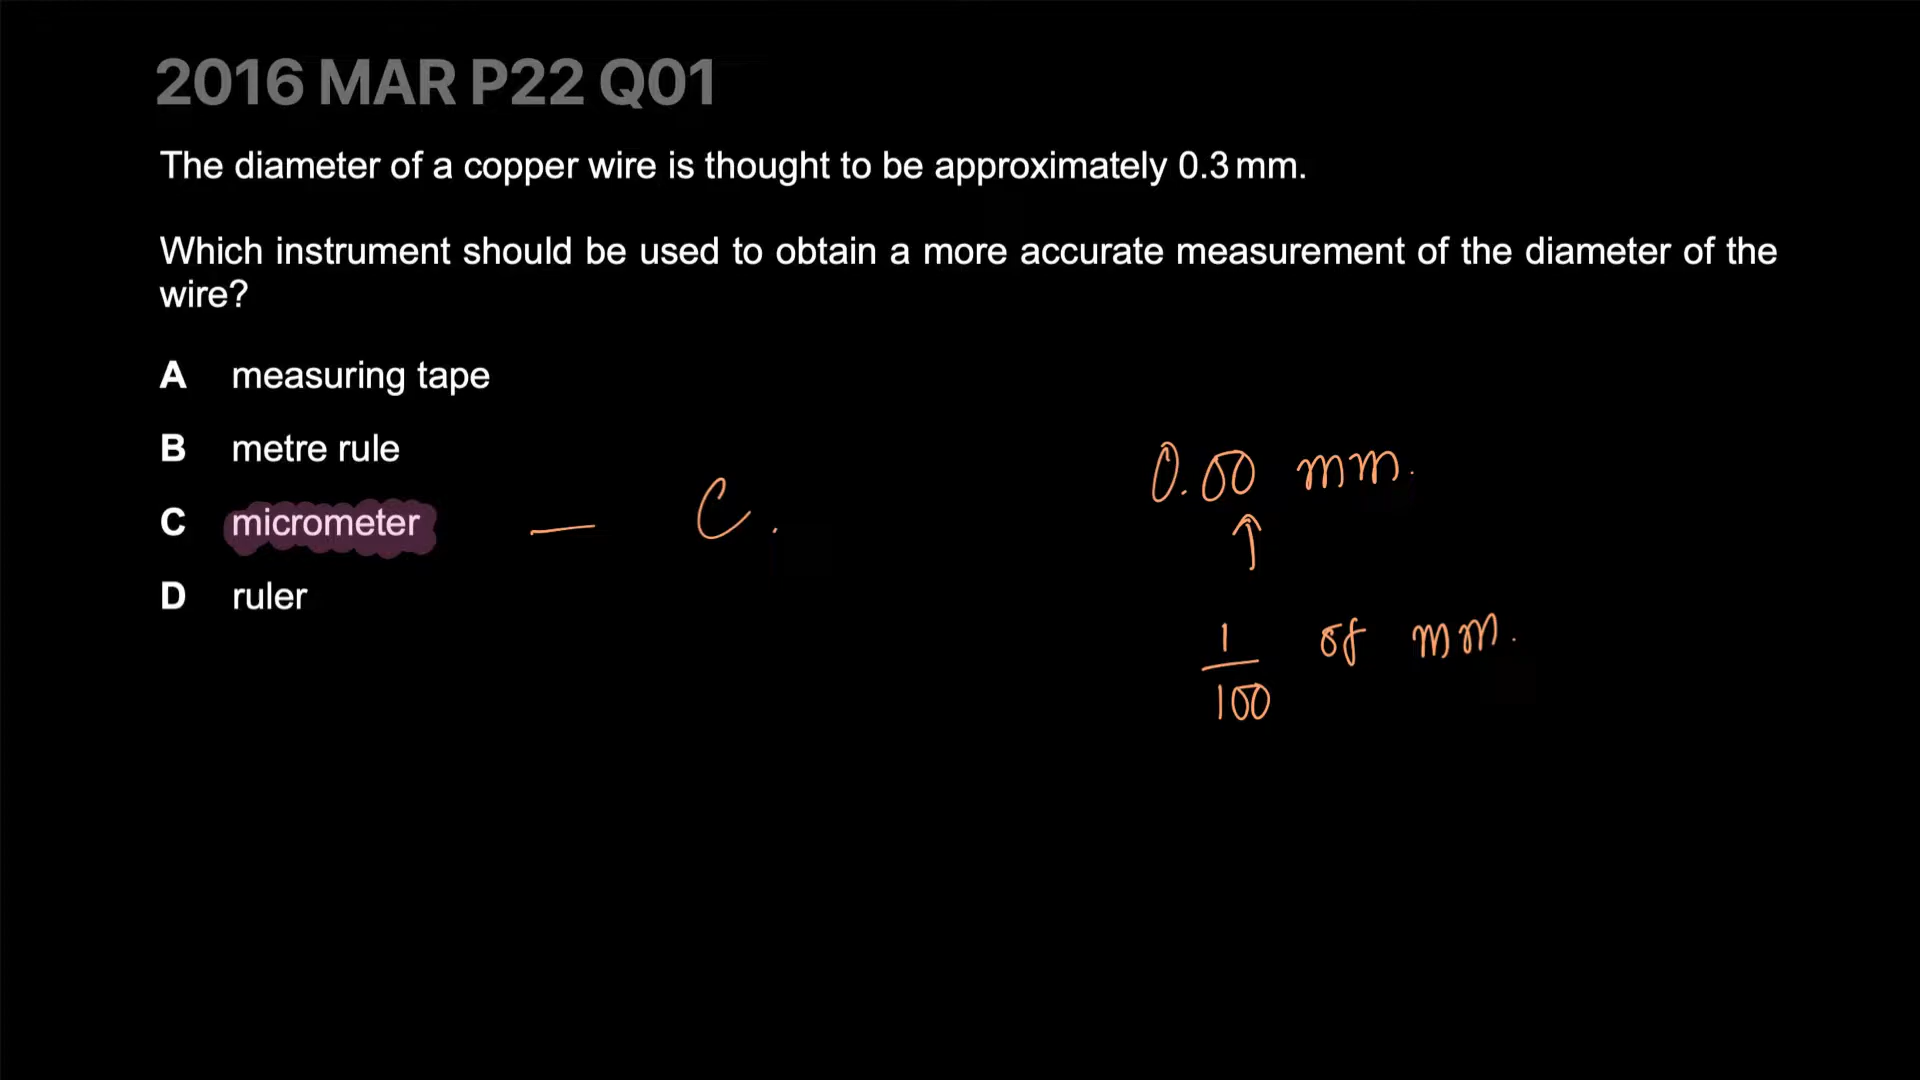 2016 MAR P22 Q01
The diameter of a copper wire is thought to be approximately 0.3 mm.
Which instrument should be used to obtain a more accurate measurement of the diameter of the
wire?
A measuring tape
B metre rule
C micrometer — C.
D ruler
0.00 mm.
↑
1/100 of mm.